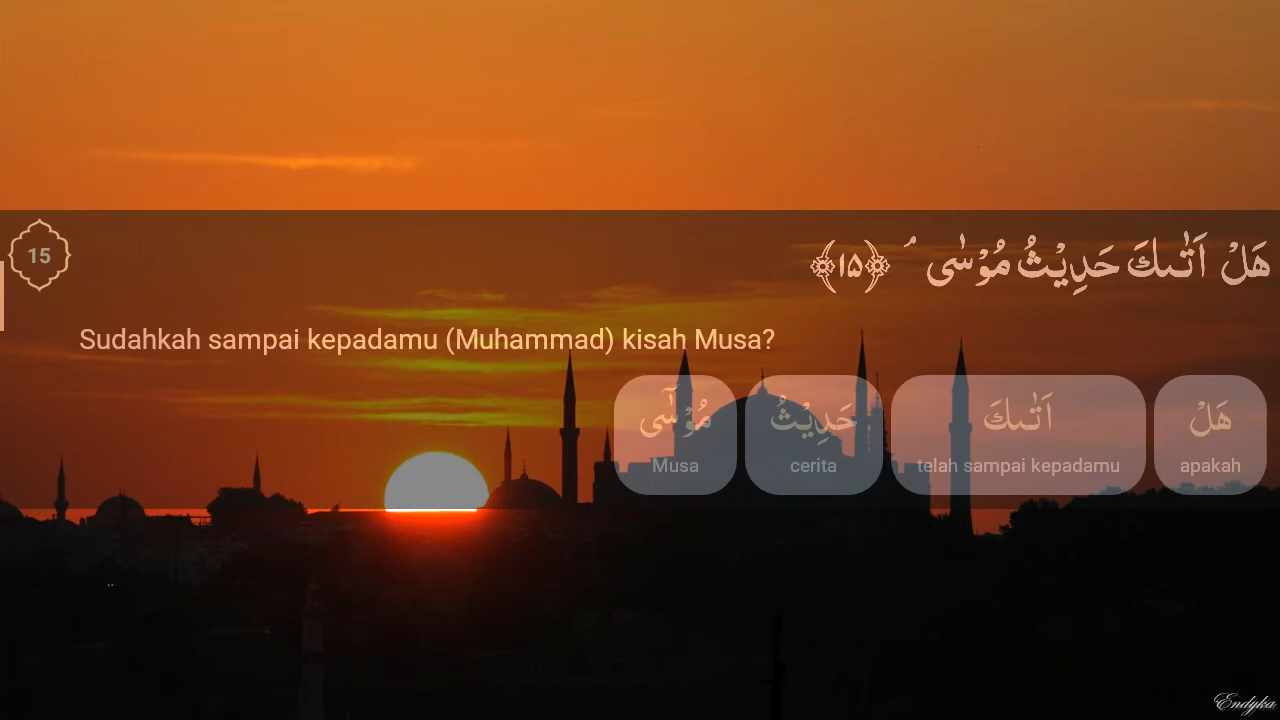 15
هَلْ اَتٰىكَ حَدِيْثُ مُوْسٰى ۘ ﴿١٥﴾
Sudahkah sampai kepadamu (Muhammad) kisah Musa?
هَلْ اَتٰىكَ حَدِيْثُ مُوْسٰٓى
apakah telah sampai kepadamu cerita Musa
Endyka